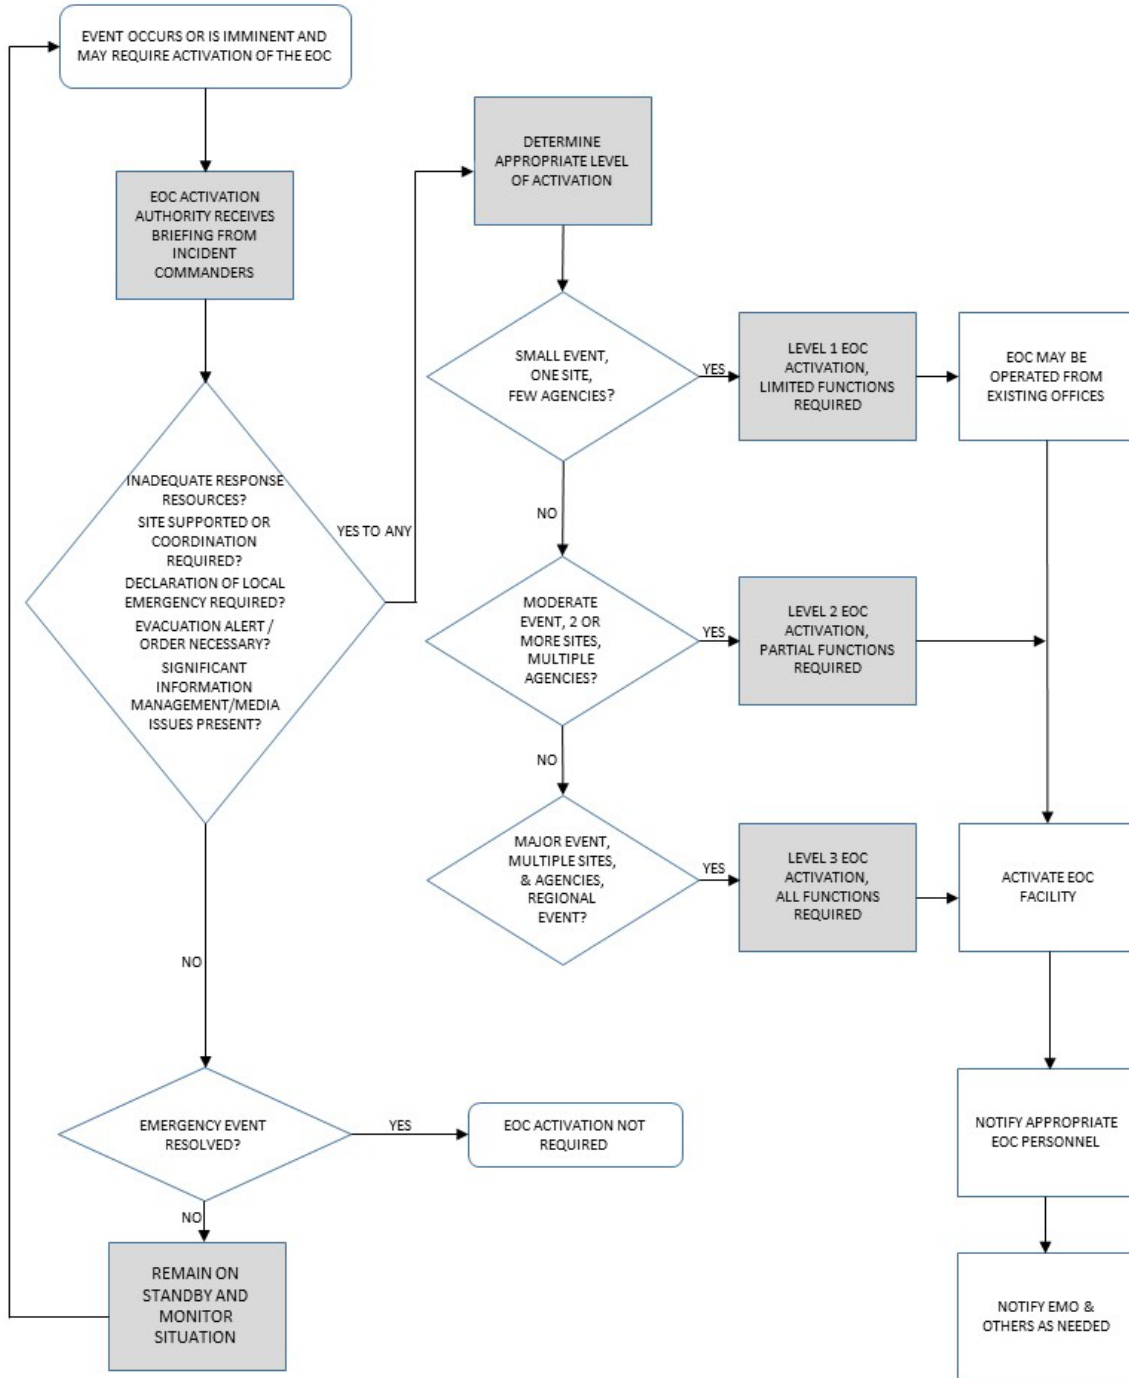 EVENT OCCURS OR IS IMMINENT AND
MAY REQUIRE ACTIVATION OF THE EOC
EOC ACTIVATION
AUTHORITY RECEIVES
BRIEFING FROM
INCIDENT
COMMANDERS
INADEQUATE RESPONSE
RESOURCES?
SITE SUPPORTED OR
COORDINATION
REQUIRED?
DECLARATION OF LOCAL
EMERGENCY REQUIRED?
EVACUATION ALERT /
ORDER NECESSARY?
SIGNIFICANT
INFORMATION
MANAGEMENT/MEDIA
ISSUES PRESENT?
YES TO ANY
NO
EMERGENCY EVENT
RESOLVED?
YES
EOC ACTIVATION NOT
REQUIRED
NO
REMAIN ON
STANDBY AND
MONITOR
SITUATION
DETERMINE
APPROPRIATE LEVEL
OF ACTIVATION
SMALL EVENT,
ONE SITE,
FEW AGENCIES?
YES
LEVEL 1 EOC
ACTIVATION,
LIMITED FUNCTIONS
REQUIRED
EOC MAY BE
OPERATED FROM
EXISTING OFFICES
NO
MODERATE
EVENT, 2 OR
MORE SITES,
MULTIPLE
AGENCIES?
YES
LEVEL 2 EOC
ACTIVATION,
PARTIAL FUNCTIONS
REQUIRED
NO
MAJOR EVENT,
MULTIPLE SITES,
& AGENCIES,
REGIONAL
EVENT?
YES
LEVEL 3 EOC
ACTIVATION,
ALL FUNCTIONS
REQUIRED
ACTIVATE EOC
FACILITY
NOTIFY APPROPRIATE
EOC PERSONNEL
NOTIFY EMO &
OTHERS AS NEEDED